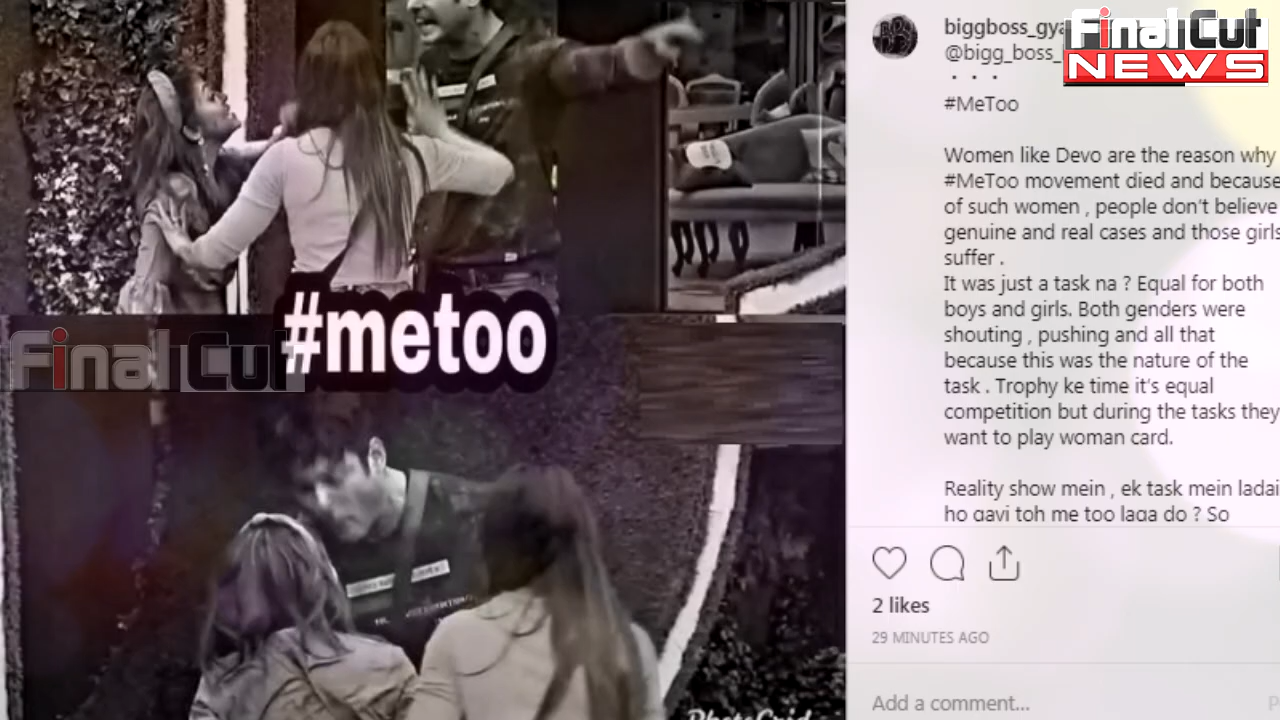 biggboss_gya
@bigg_boss_
Final Cut
NEWS
#MeToo
Women like Devo are the reason why
#MeToo movement died and because
of such women , people don't believe
genuine and real cases and those girls
suffer .
It was just a task na ? Equal for both
boys and girls. Both genders were
shouting , pushing and all that
because this was the nature of the
task . Trophy ke time it's equal
competition but during the tasks they
want to play woman card.
Reality show mein , ek task mein ladai
ho gayi toh me too laga do ? So
2 likes
29 MINUTES AGO
Add a comment...
#metoo
Final Cut
PhotoGrid